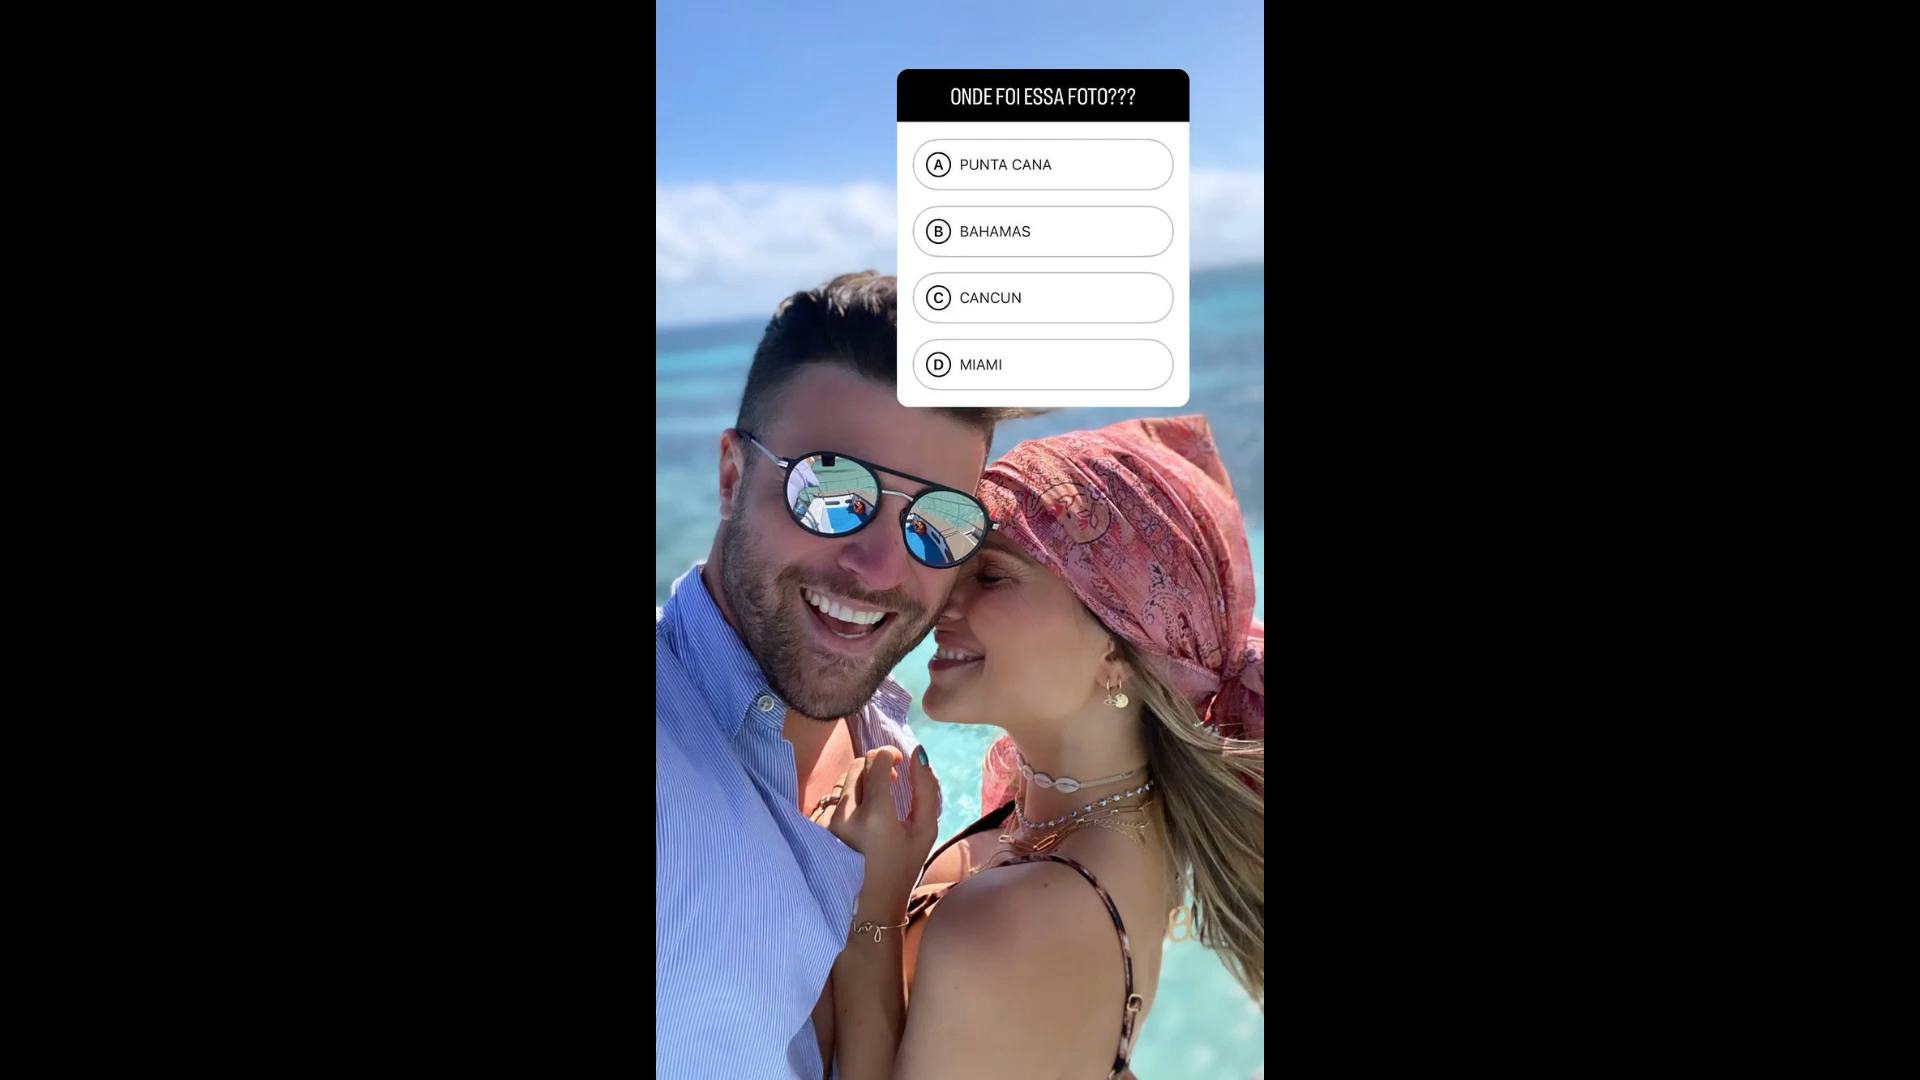 ONDE FOI ESSA FOTO???
A PUNTA CANA
B BAHAMAS
C CANCUN
D MIAMI